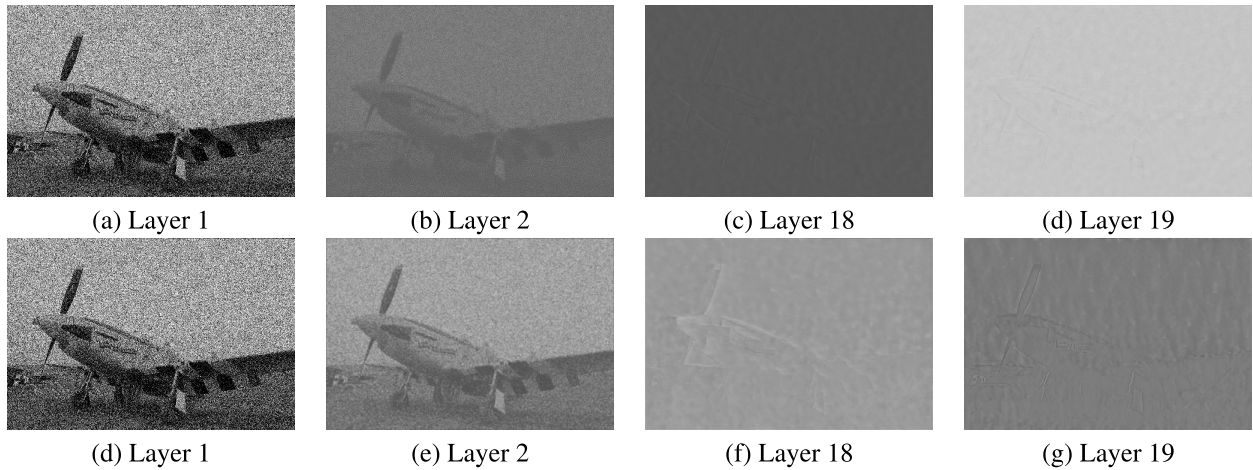 (a) Layer 1
(b) Layer 2
(c) Layer 18
(d) Layer 19
(d) Layer 1
(e) Layer 2
(f) Layer 18
(g) Layer 19